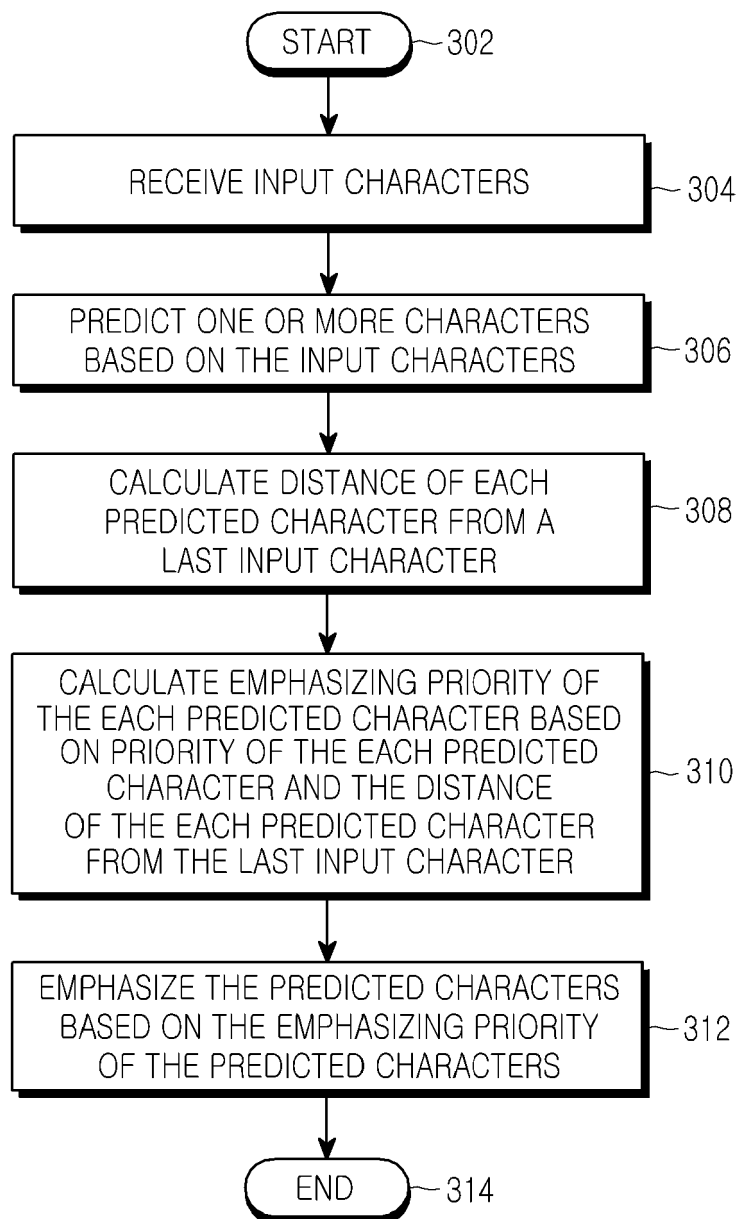 START
302
RECEIVE INPUT CHARACTERS
304
PREDICT ONE OR MORE CHARACTERS
BASED ON THE INPUT CHARACTERS
306
CALCULATE DISTANCE OF EACH
PREDICTED CHARACTER FROM A
LAST INPUT CHARACTER
308
CALCULATE EMPHASIZING PRIORITY OF
THE EACH PREDICTED CHARACTER BASED
ON PRIORITY OF THE EACH PREDICTED
CHARACTER AND THE DISTANCE
OF THE EACH PREDICTED CHARACTER
FROM THE LAST INPUT CHARACTER
310
EMPHASIZE THE PREDICTED CHARACTERS
BASED ON THE EMPHASIZING PRIORITY
OF THE PREDICTED CHARACTERS
312
END
314